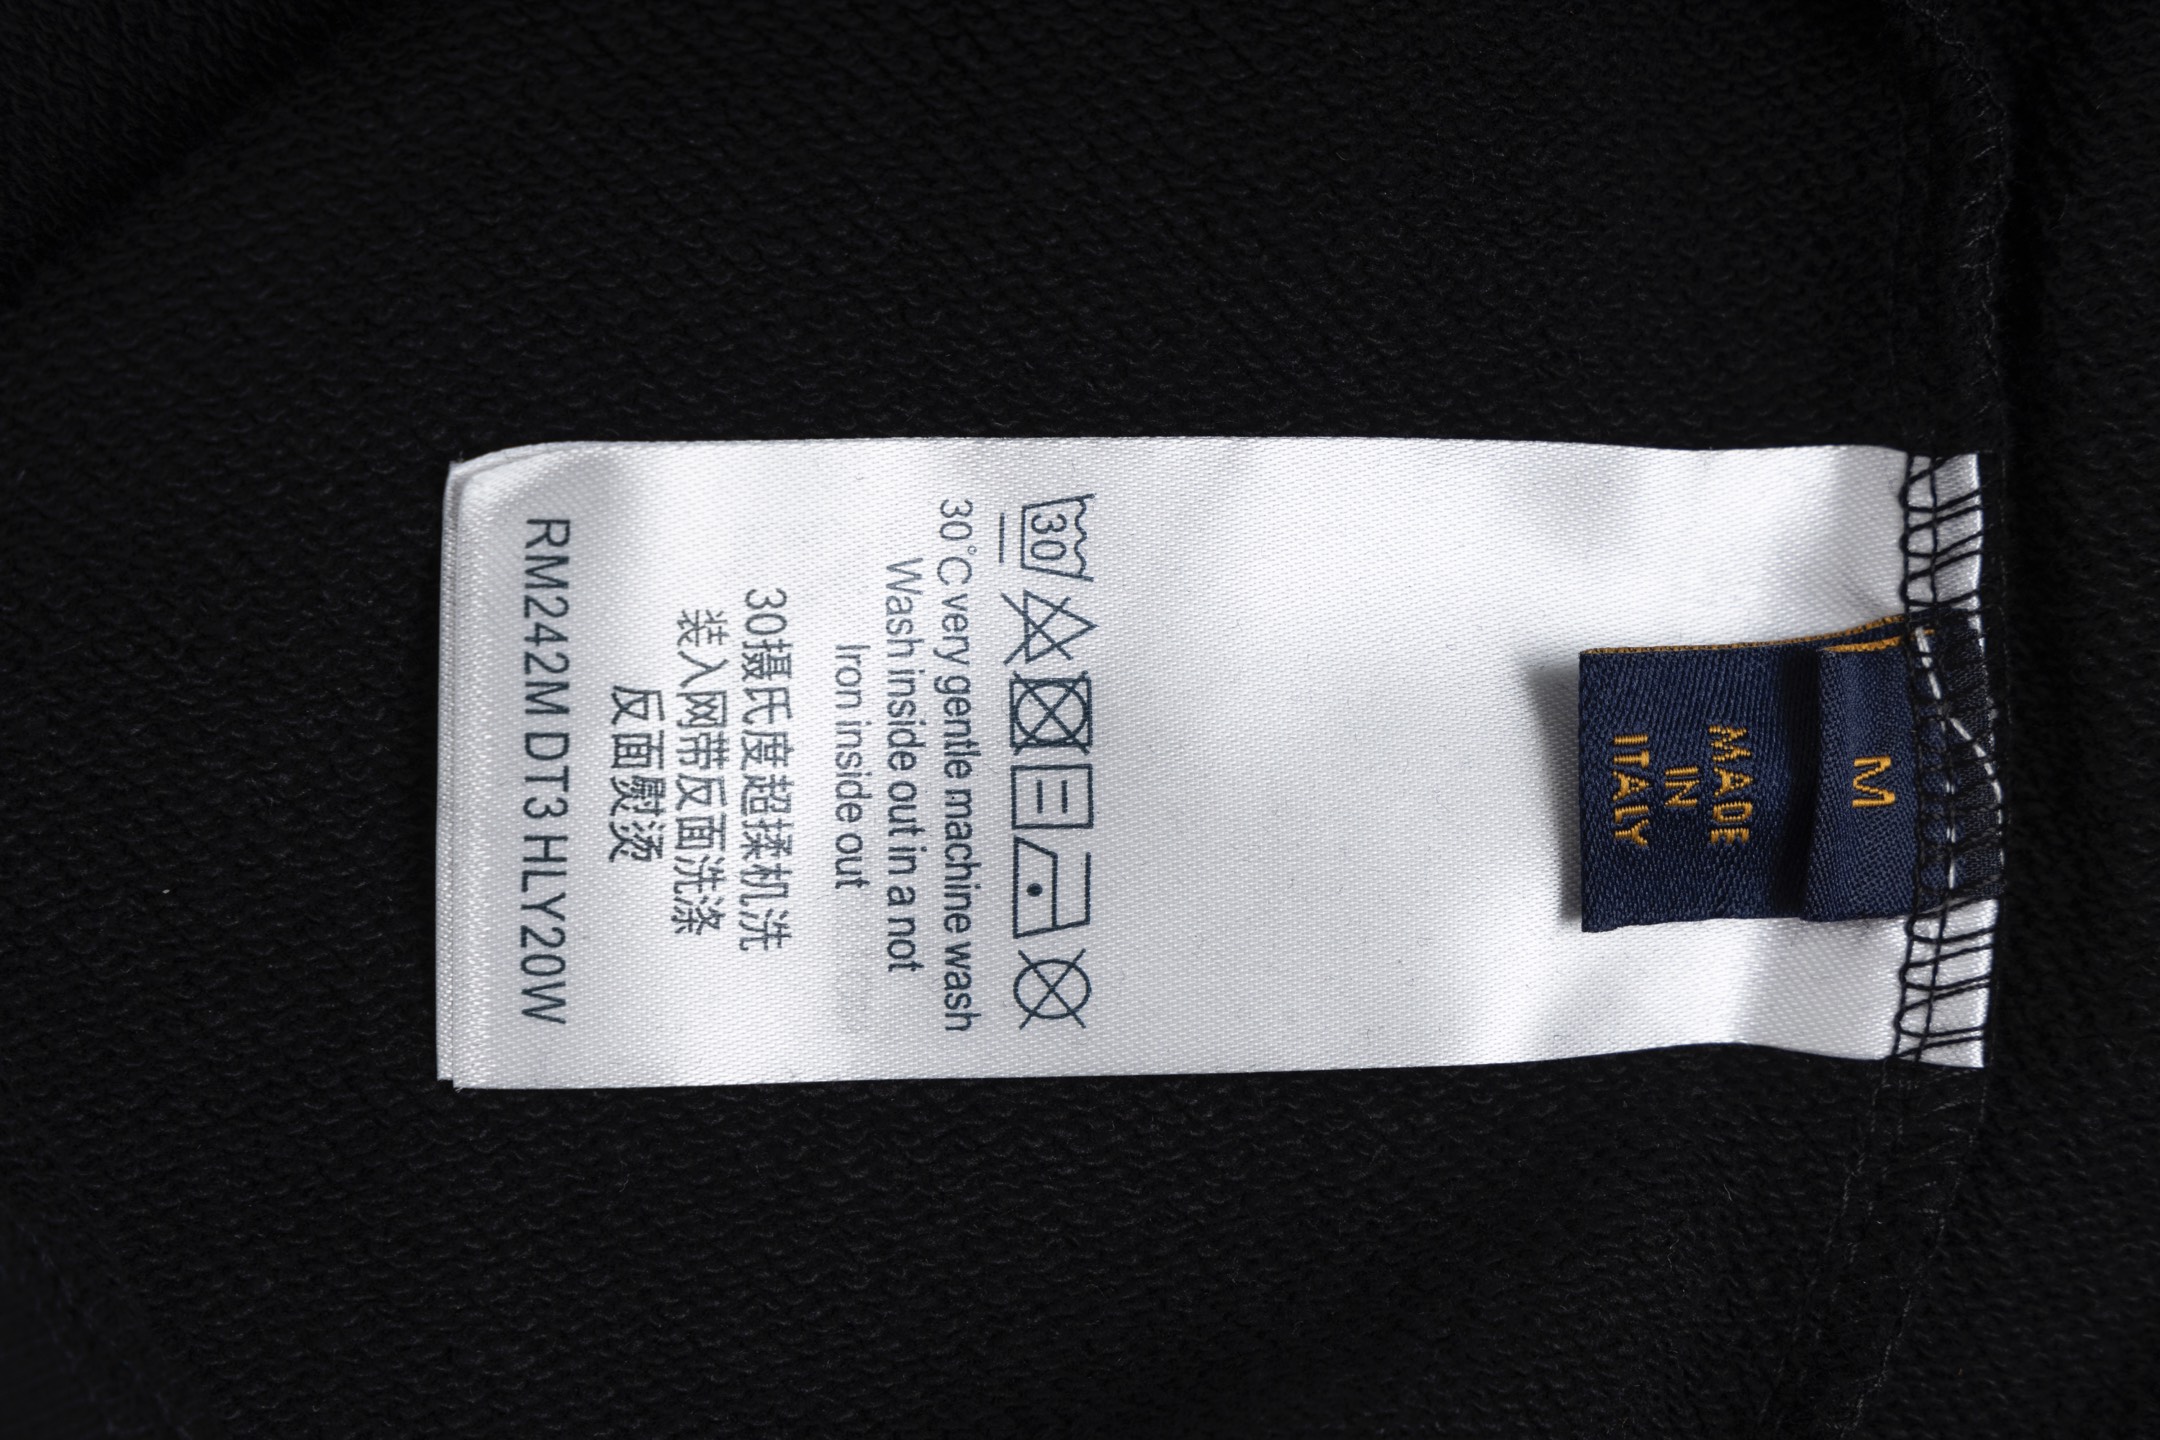 M
MADE
IN
ITALY
30
30°C very gentle machine wash
Wash inside out in a not
Iron inside out
30摄氏度超揉机洗
装入网带反面洗涤
反面熨烫
RM242M DT3 HLY20W